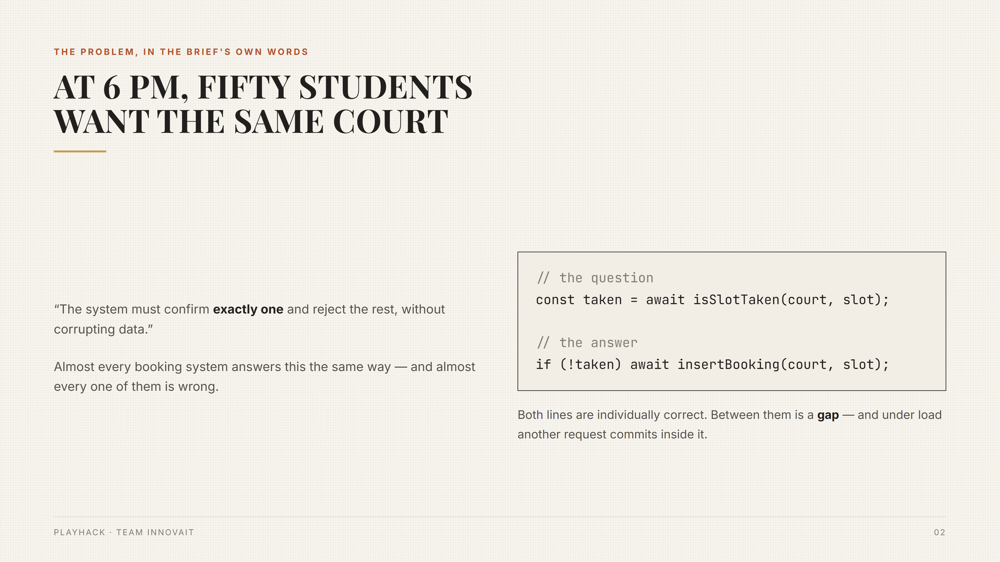 THE PROBLEM, IN THE BRIEF'S OWN WORDS
AT 6 PM, FIFTY STUDENTS
WANT THE SAME COURT
“The system must confirm exactly one and reject the rest, without
corrupting data.”
Almost every booking system answers this the same way — and almost
every one of them is wrong.
// the question
const taken = await isSlotTaken(court, slot);
// the answer
if (!taken) await insertBooking(court, slot);
Both lines are individually correct. Between them is a gap — and under load
another request commits inside it.
PLAYHACK · TEAM INNOVAIT
02